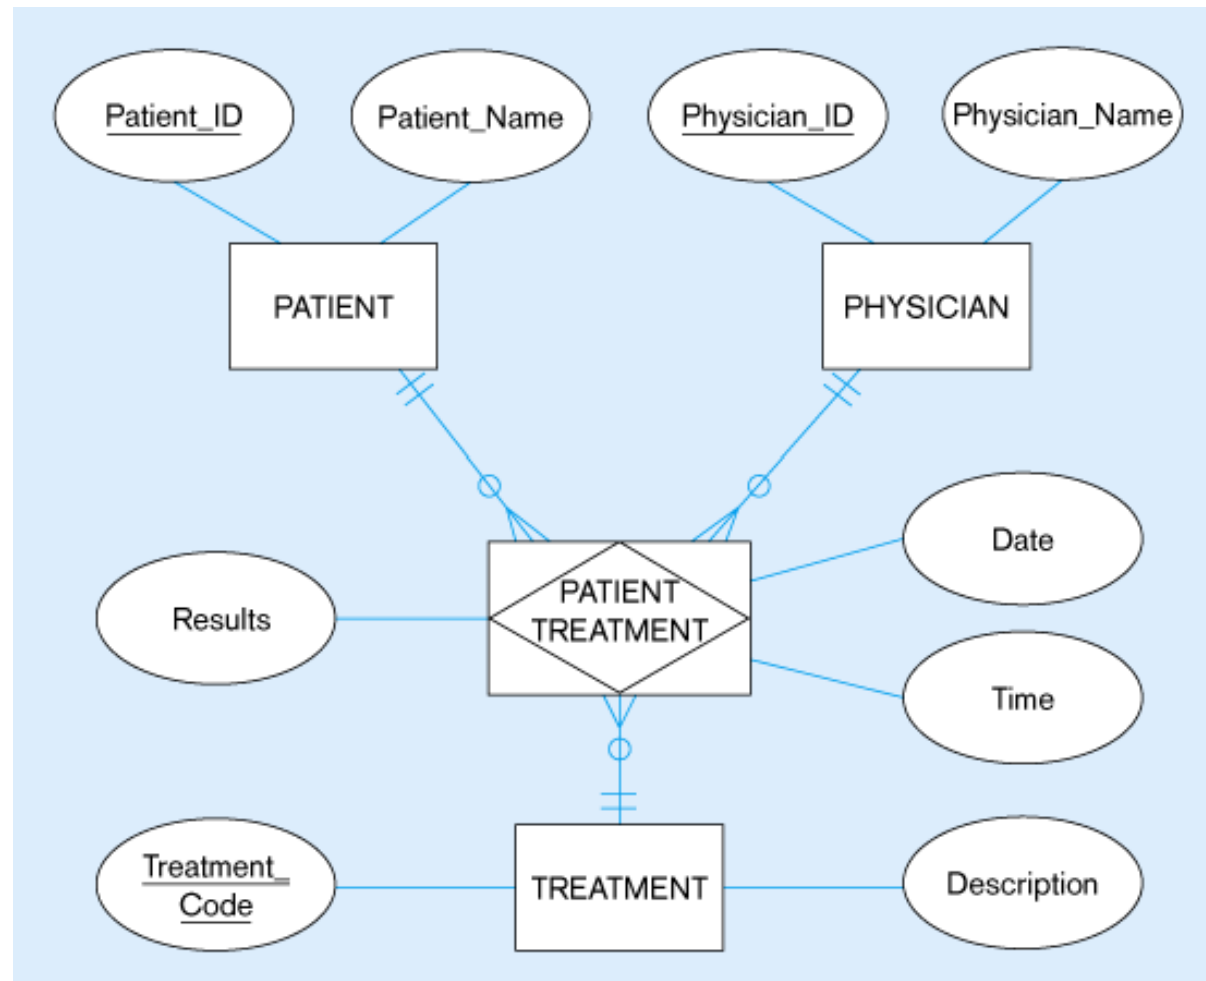 Patient_ID
Patient_Name
Physician_ID
Physician_Name
PATIENT
PHYSICIAN
Date
PATIENT
TREATMENT
Results
Time
Treatment_
Code
TREATMENT
Description